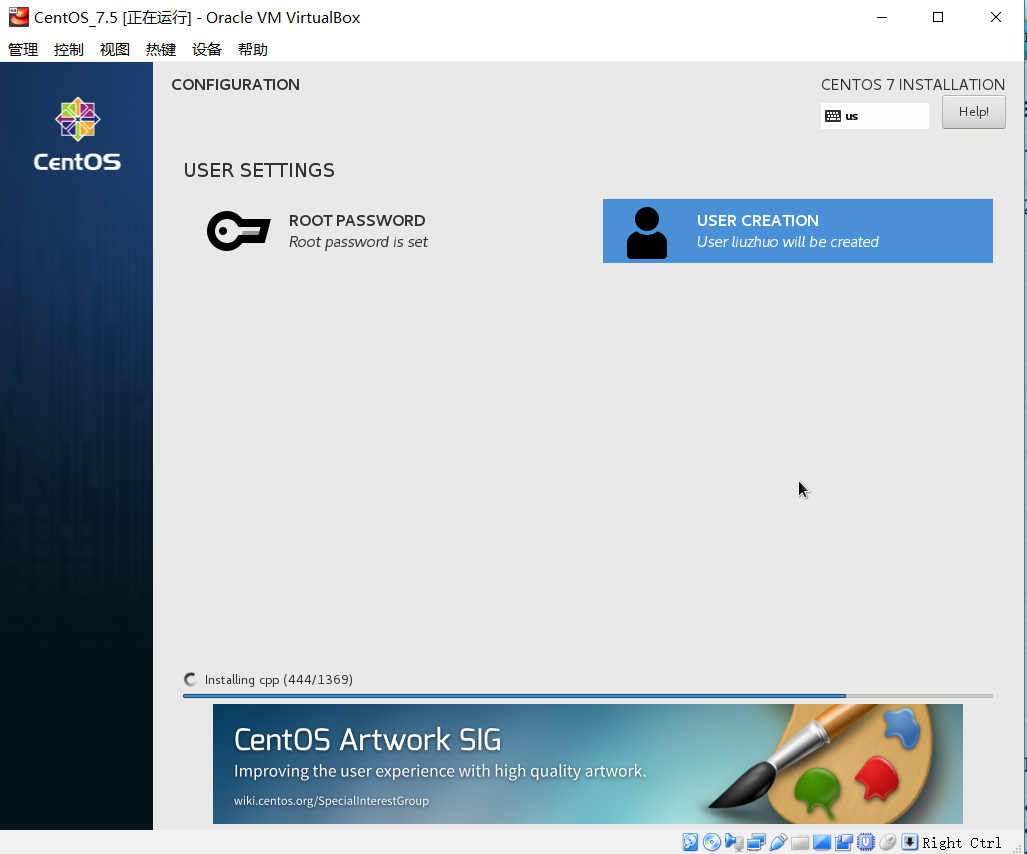 CentOS_7.5 [正在运行] - Oracle VM VirtualBox
管理 控制 视图 热键 设备 帮助
CentOS
CONFIGURATION
CENTOS 7 INSTALLATION
us
Help!
USER SETTINGS
ROOT PASSWORD
Root password is set
USER CREATION
User liuzhuo will be created
Installing cpp (444/1369)
CentOS Artwork SIG
Improving the user experience with high quality artwork.
wiki.centos.org/SpecialInterestGroup
Right Ctrl